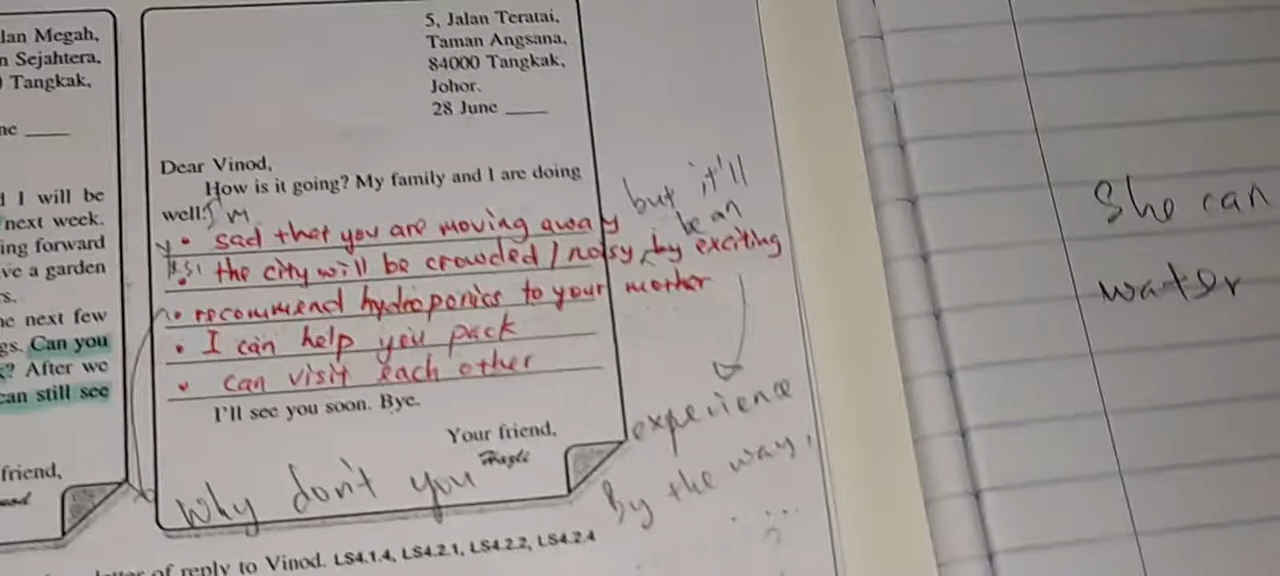 lan Megah,
n Sejahtera,
Tangkak,
ne ____
I will be
next week.
ing forward
ve a garden
s.
ne next few
gs. Can you
? After we
can still see
friend,
5, Jalan Teratai,
Taman Angsana,
84000 Tangkak,
Johor.
28 June ____
Dear Vinod,
How is it going? My family and I are doing
well. I'm
• sad that you are moving away but it'll
be an
the city will be crowded / noisy by exciting
experience
• recommend hydroponics to your mother
• I can help you pack
• can visit each other
I'll see you soon. Bye.
Your friend,
Why don't you
By the way,
letter of reply to Vinod. LS4.1.4, LS4.2.1, LS4.2.2, LS4.2.4
She can
water